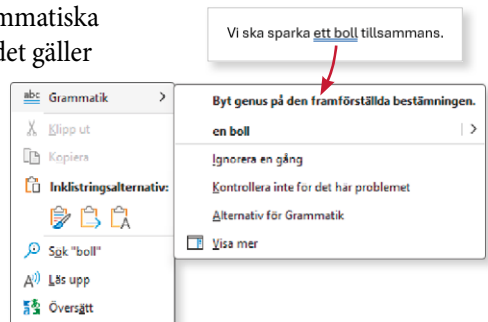 mmatiska
det gäller
Vi ska sparka ett boll tillsammans.
abc Grammatik >
Klipp ut
Kopiera
Inklistringsalternativ:
Sök "boll"
Läs upp
Översätt
Byt genus på den framförställda bestämningen.
en boll >
Ignorera en gång
Kontrollera inte för det här problemet
Alternativ för Grammatik
Visa mer